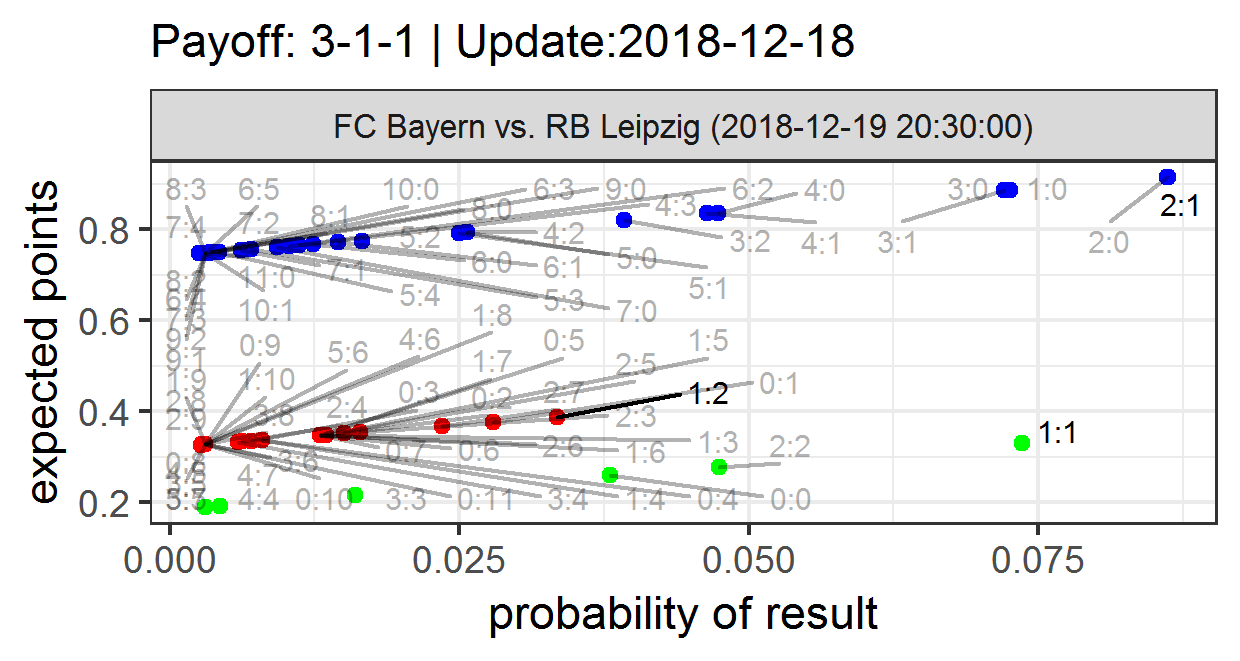 Payoff: 3-1-1 | Update:2018-12-18
FC Bayern vs. RB Leipzig (2018-12-19 20:30:00)
expected points
0.8
0.6
0.4
0.2
8:3 6:5 10:0 6:3 9:0 6:2 4:0 3:0 1:0
7:4 7:2 8:1 8:0 4:3 2:1
5:2 4:2 3:2 4:1 3:1 2:0
11:0 7:1 6:0 6:1 5:0
10:1 5:4 5:3 7:0 5:1
7:3
9:2 1:8
9:1 0:9 5:6 4:6 0:5 1:5
1:9 1:10 1:7 2:5 0:1
0:3 0:2 2:7 1:2
2:4 2:3
3:6 0:7 0:6 2:6 1:6 1:3 2:2 1:1
4:7
4:4 0:10 3:3 3:4 1:4 0:4 0:0
0.000 0.025 0.050 0.075
probability of result